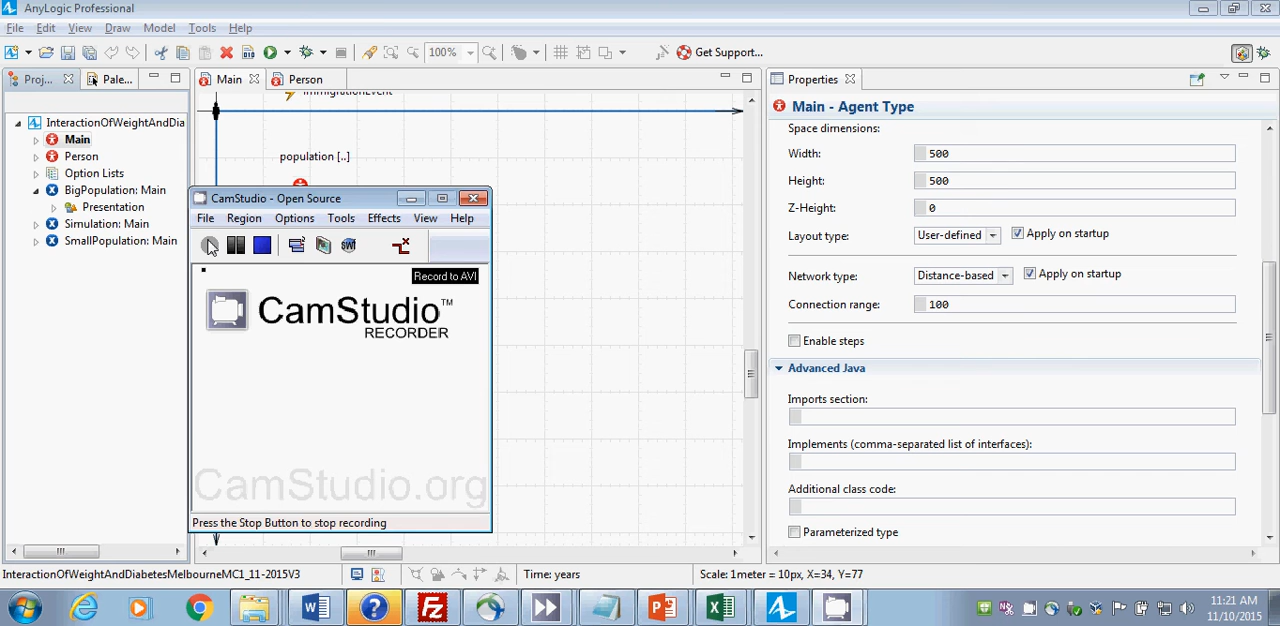 AnyLogic Professional
File Edit View Draw Model Tools Help
100% Get Support...
Proj... Pale... Main Person Properties
InteractionOfWeightAndDia
Main
Person
Option Lists
BigPopulation: Main
Presentation
Simulation: Main
SmallPopulation: Main
ImmigrationEvent
population [..]
CamStudio - Open Source
File Region Options Tools Effects View Help
SWF
Record to AVI
CamStudio™
RECORDER
CamStudio.org
Press the Stop Button to stop recording
Main - Agent Type
Space dimensions:
Width: 500
Height: 500
Z-Height: 0
Layout type: User-defined Apply on startup
Network type: Distance-based Apply on startup
Connection range: 100
Enable steps
Advanced Java
Imports section:
Implements (comma-separated list of interfaces):
Additional class code:
Parameterized type
InteractionOfWeightAndDiabetesMelbourneMC1_11-2015V3 Time: years Scale: 1meter = 10px, X=34, Y=77
11:21 AM
11/10/2015